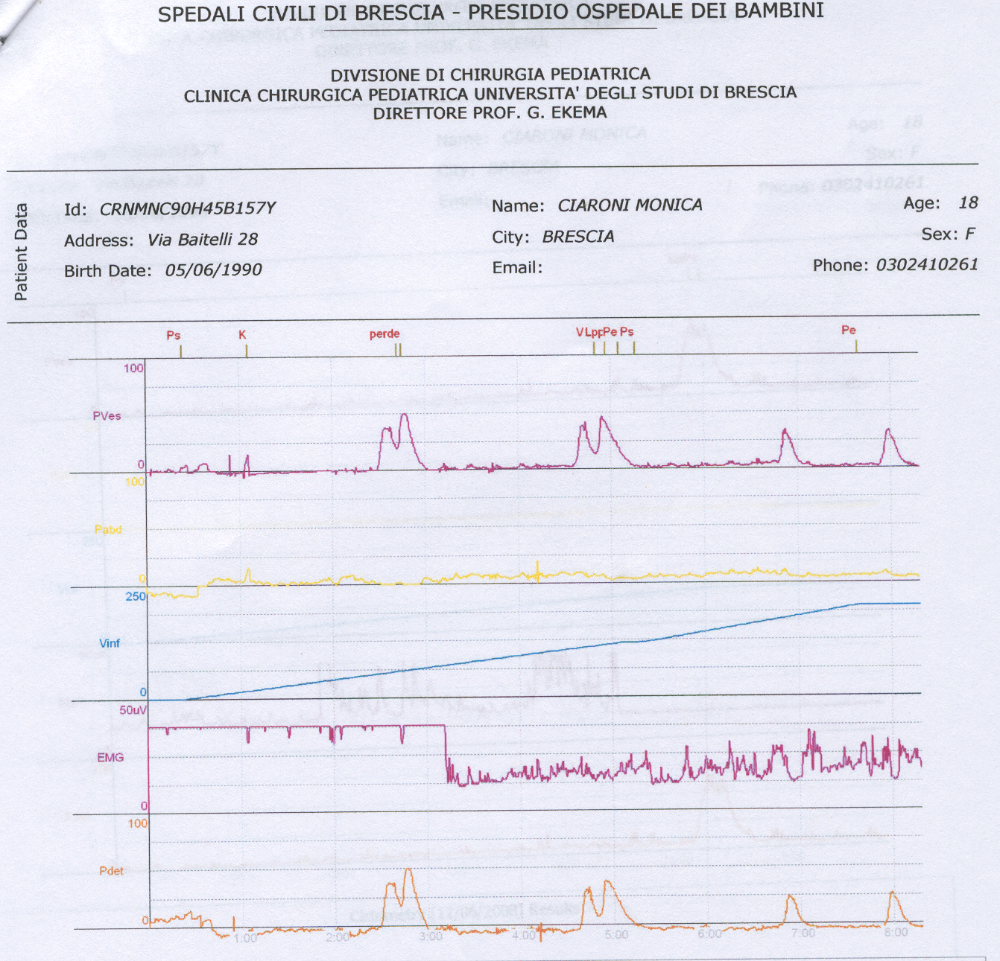 SPEDALI CIVILI DI BRESCIA - PRESIDIO OSPEDALE DEI BAMBINI
DIVISIONE DI CHIRURGIA PEDIATRICA
CLINICA CHIRURGICA PEDIATRICA UNIVERSITA' DEGLI STUDI DI BRESCIA
DIRETTORE PROF. G. EKEMA
Patient Data
Id: CRNMNC90H45B157Y Name: CIARONI MONICA Age: 18
Address: Via Baitelli 28 City: BRESCIA Sex: F
Birth Date: 05/06/1990 Email: Phone: 0302410261
Ps K perde VLppPe Ps Pe
100
PVes
0
100
Pabd
0
250
Vinf
0
50uV
EMG
0
100
Pdet
0
1:00 2:00 3:00 4:00 5:00 6:00 7:00 8:00